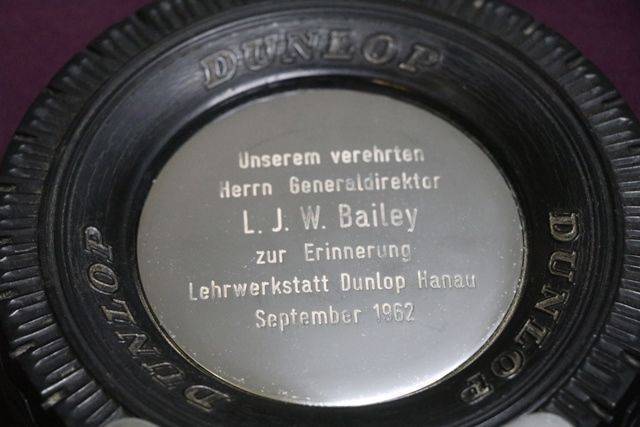 DUNLOP
Unserem verehrten
Herrn Generaldirektor
L. J. W. Bailey
zur Erinnerung
Lehrwerkstatt Dunlop Hanau
September 1962
DUNLOP
DUNLOP